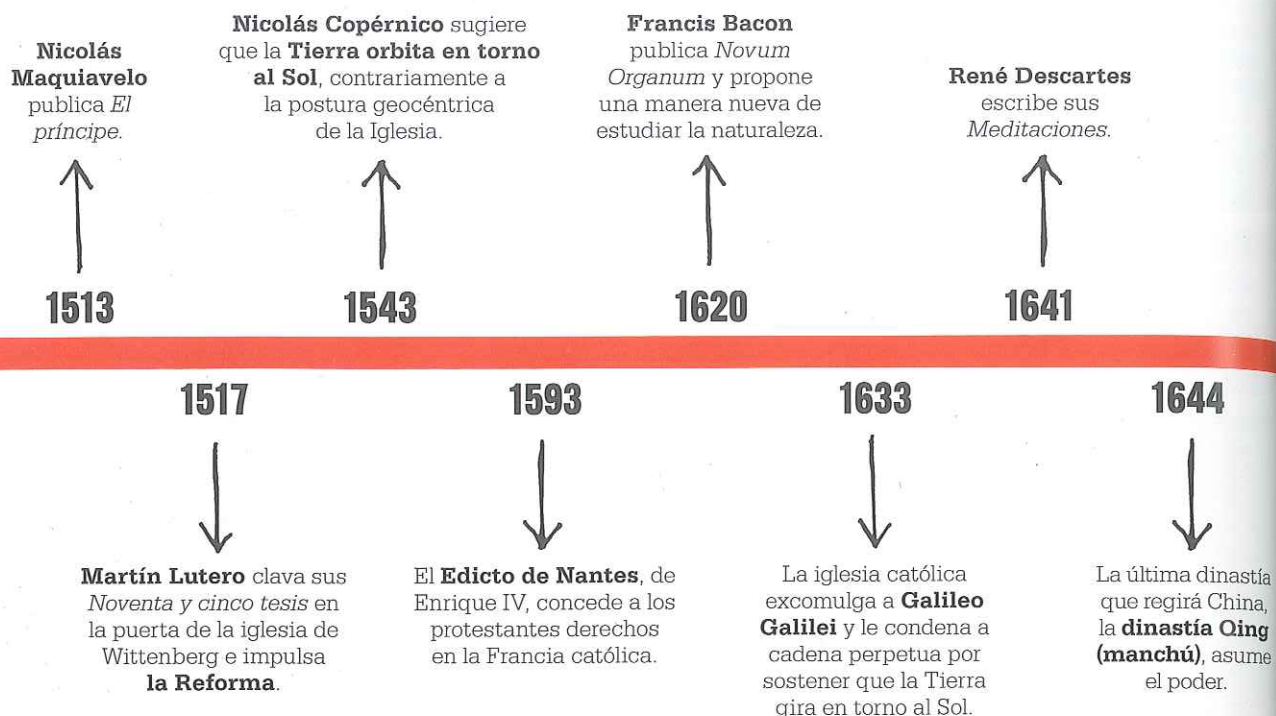 Nicolás
Maquiavelo
publica El
príncipe.
Nicolás Copérnico sugiere
que la Tierra orbita en torno
al Sol, contrariamente a
la postura geocéntrica
de la Iglesia.
Francis Bacon
publica Novum
Organum y propone
una manera nueva de
estudiar la naturaleza.
René Descartes
escribe sus
Meditaciones.
1513
1543
1620
1641
1517
1593
1633
1644
Martín Lutero clava sus
Noventa y cinco tesis en
la puerta de la iglesia de
Wittenberg e impulsa
la Reforma.
El Edicto de Nantes, de
Enrique IV, concede a los
protestantes derechos
en la Francia católica.
La iglesia católica
excomulga a Galileo
Galilei y le condena a
cadena perpetua por
sostener que la Tierra
gira en torno al Sol.
La última dinastía
que regirá China,
la dinastía Qing
(manchú), asume
el poder.